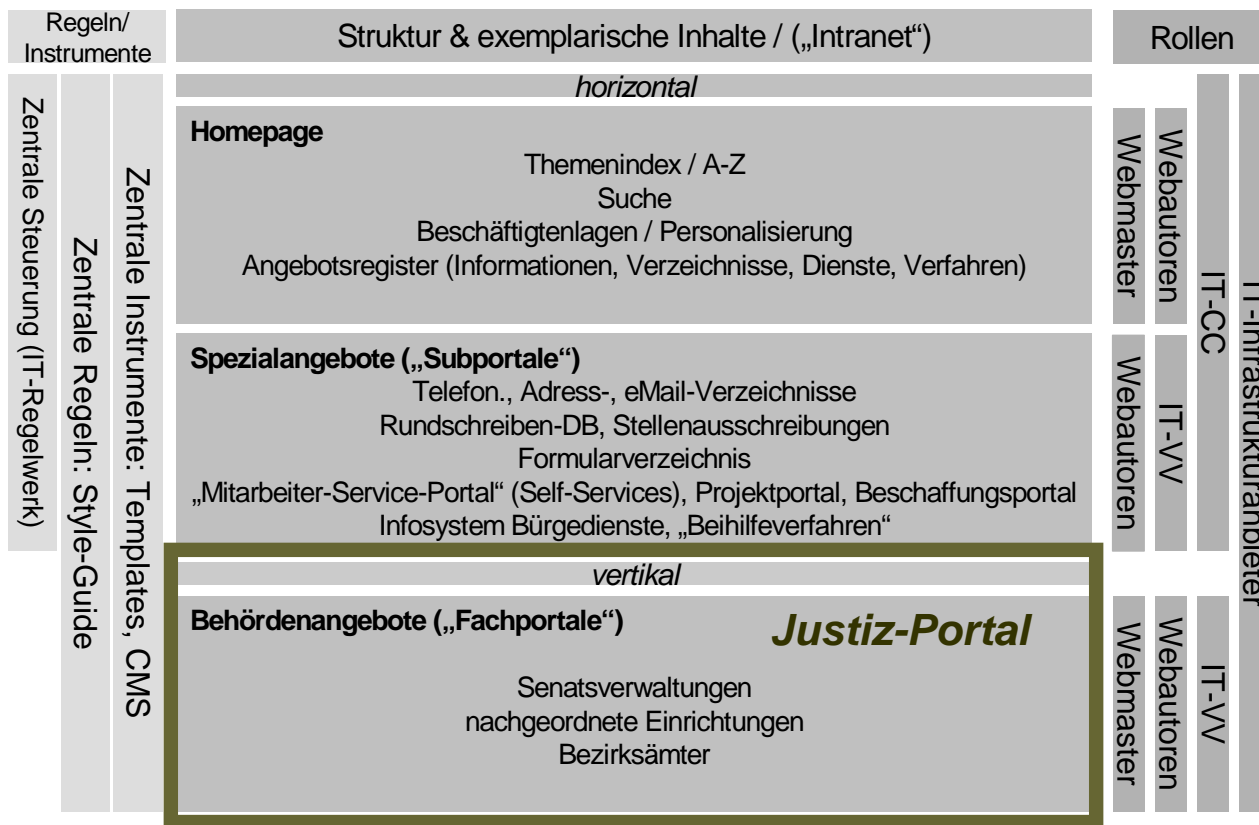 Regeln/
Instrumente
Struktur & exemplarische Inhalte / („Intranet“)
Rollen
Zentrale Steuerung (IT-Regelwerk)
Zentrale Regeln: Style-Guide
Zentrale Instrumente: Templates, CMS
horizontal
Homepage
Themenindex / A-Z
Suche
Beschäftigtenlagen / Personalisierung
Angebotsregister (Informationen, Verzeichnisse, Dienste, Verfahren)
Spezialangebote („Subportale“)
Telefon., Adress-, eMail-Verzeichnisse
Rundschreiben-DB, Stellenausschreibungen
Formularverzeichnis
„Mitarbeiter-Service-Portal“ (Self-Services), Projektportal, Beschaffungsportal
Infosystem Bürgedienste, „Beihilfeverfahren“
vertikal
Behördenangebote („Fachportale“)
Justiz-Portal
Senatsverwaltungen
nachgeordnete Einrichtungen
Bezirksämter
Webmaster
Webautoren
IT-CC
IT-Infrastrukturanbieter
Webautoren
IT-VV
Webmaster
Webautoren
IT-VV